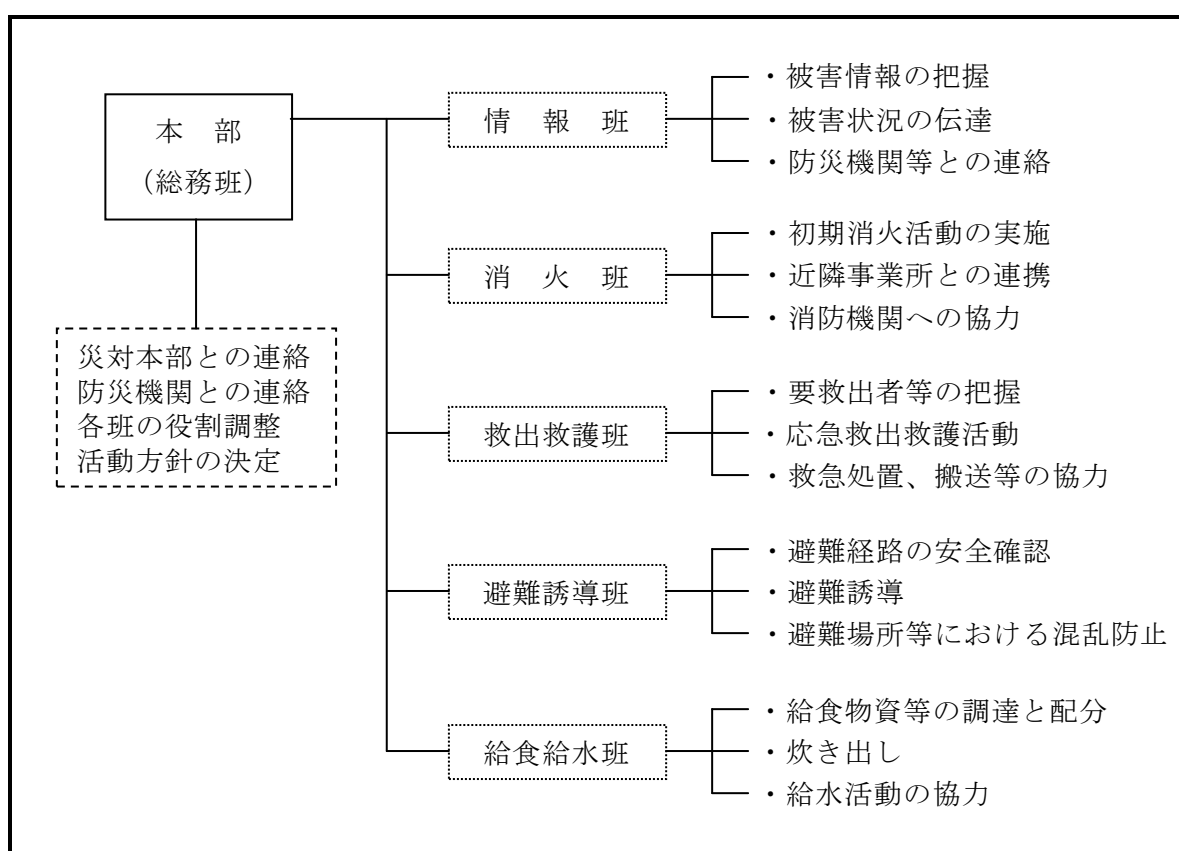 本　部
（総務班）
災対本部との連絡
防災機関との連絡
各班の役割調整
活動方針の決定
情　報　班
・被害情報の把握
・被害状況の伝達
・防災機関等との連絡
消　火　班
・初期消火活動の実施
・近隣事業所との連携
・消防機関への協力
救出救護班
・要救出者等の把握
・応急救出救護活動
・救急処置、搬送等の協力
避難誘導班
・避難経路の安全確認
・避難誘導
・避難場所等における混乱防止
給食給水班
・給食物資等の調達と配分
・炊き出し
・給水活動の協力